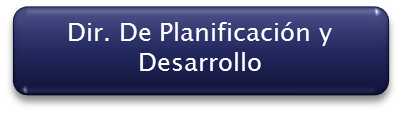 Dir. De Planificación y
Desarrollo